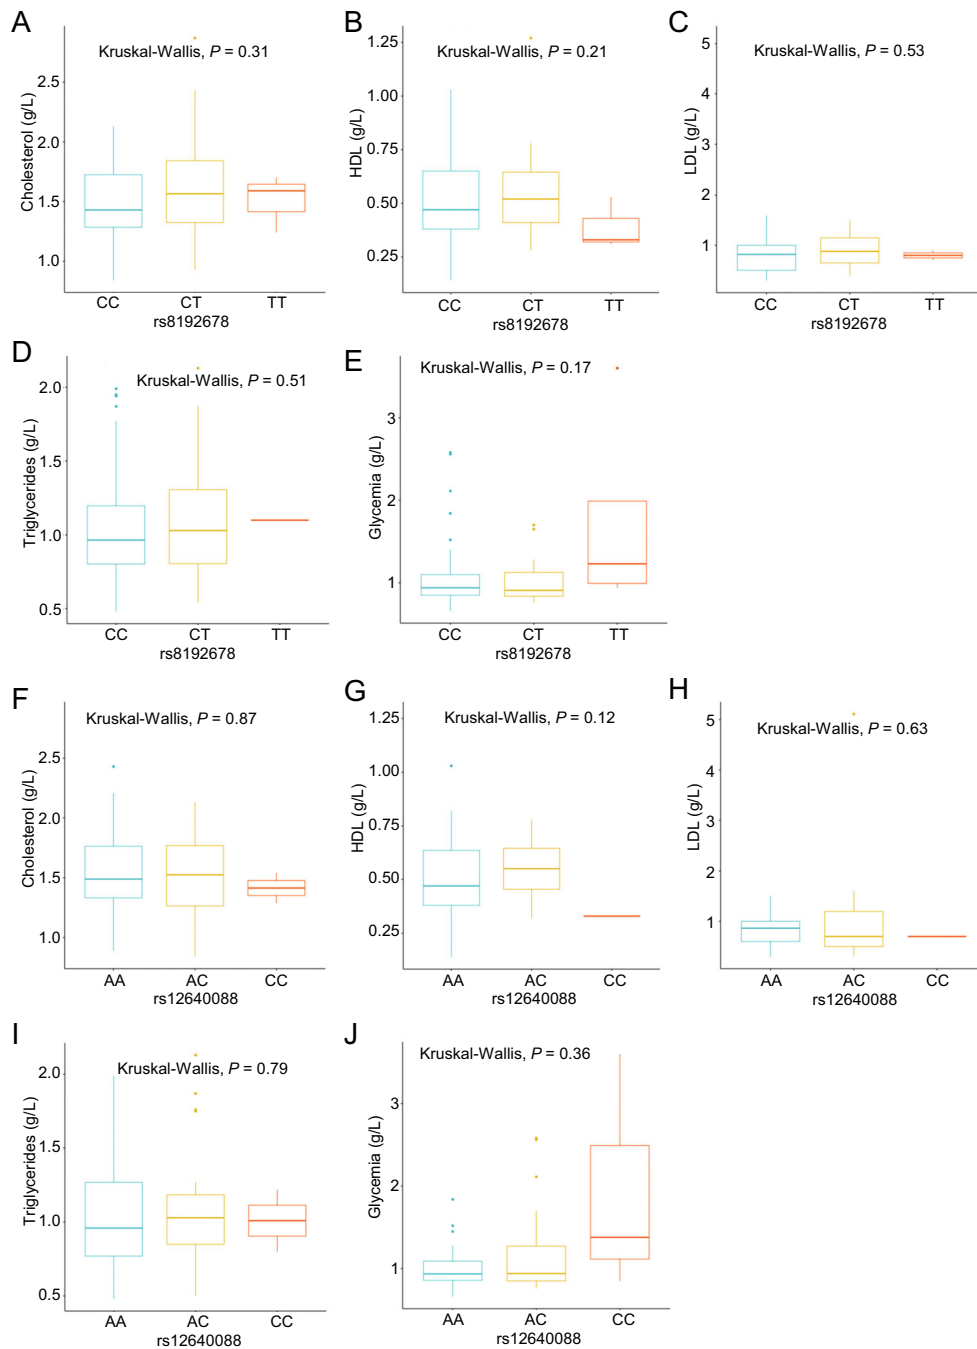 A
Kruskal-Wallis, P = 0.31
Cholesterol (g/L)
2.5
2.0
1.5
1.0
CC CT TT
rs8192678
B
Kruskal-Wallis, P = 0.21
HDL (g/L)
1.25
1.00
0.75
0.50
0.25
CC CT TT
rs8192678
C
Kruskal-Wallis, P = 0.53
LDL (g/L)
5
4
3
2
1
CC CT TT
rs8192678
D
Kruskal-Wallis, P = 0.51
Triglycerides (g/L)
2.0
1.5
1.0
0.5
CC CT TT
rs8192678
E
Kruskal-Wallis, P = 0.17
Glycemia (g/L)
3
2
1
CC CT TT
rs8192678
F
Kruskal-Wallis, P = 0.87
Cholesterol (g/L)
2.5
2.0
1.5
1.0
AA AC CC
rs12640088
G
Kruskal-Wallis, P = 0.12
HDL (g/L)
1.25
1.00
0.75
0.50
0.25
AA AC CC
rs12640088
H
Kruskal-Wallis, P = 0.63
LDL (g/L)
5
4
3
2
1
AA AC CC
rs12640088
I
Kruskal-Wallis, P = 0.79
Triglycerides (g/L)
2.0
1.5
1.0
0.5
AA AC CC
rs12640088
J
Kruskal-Wallis, P = 0.36
Glycemia (g/L)
3
2
1
AA AC CC
rs12640088